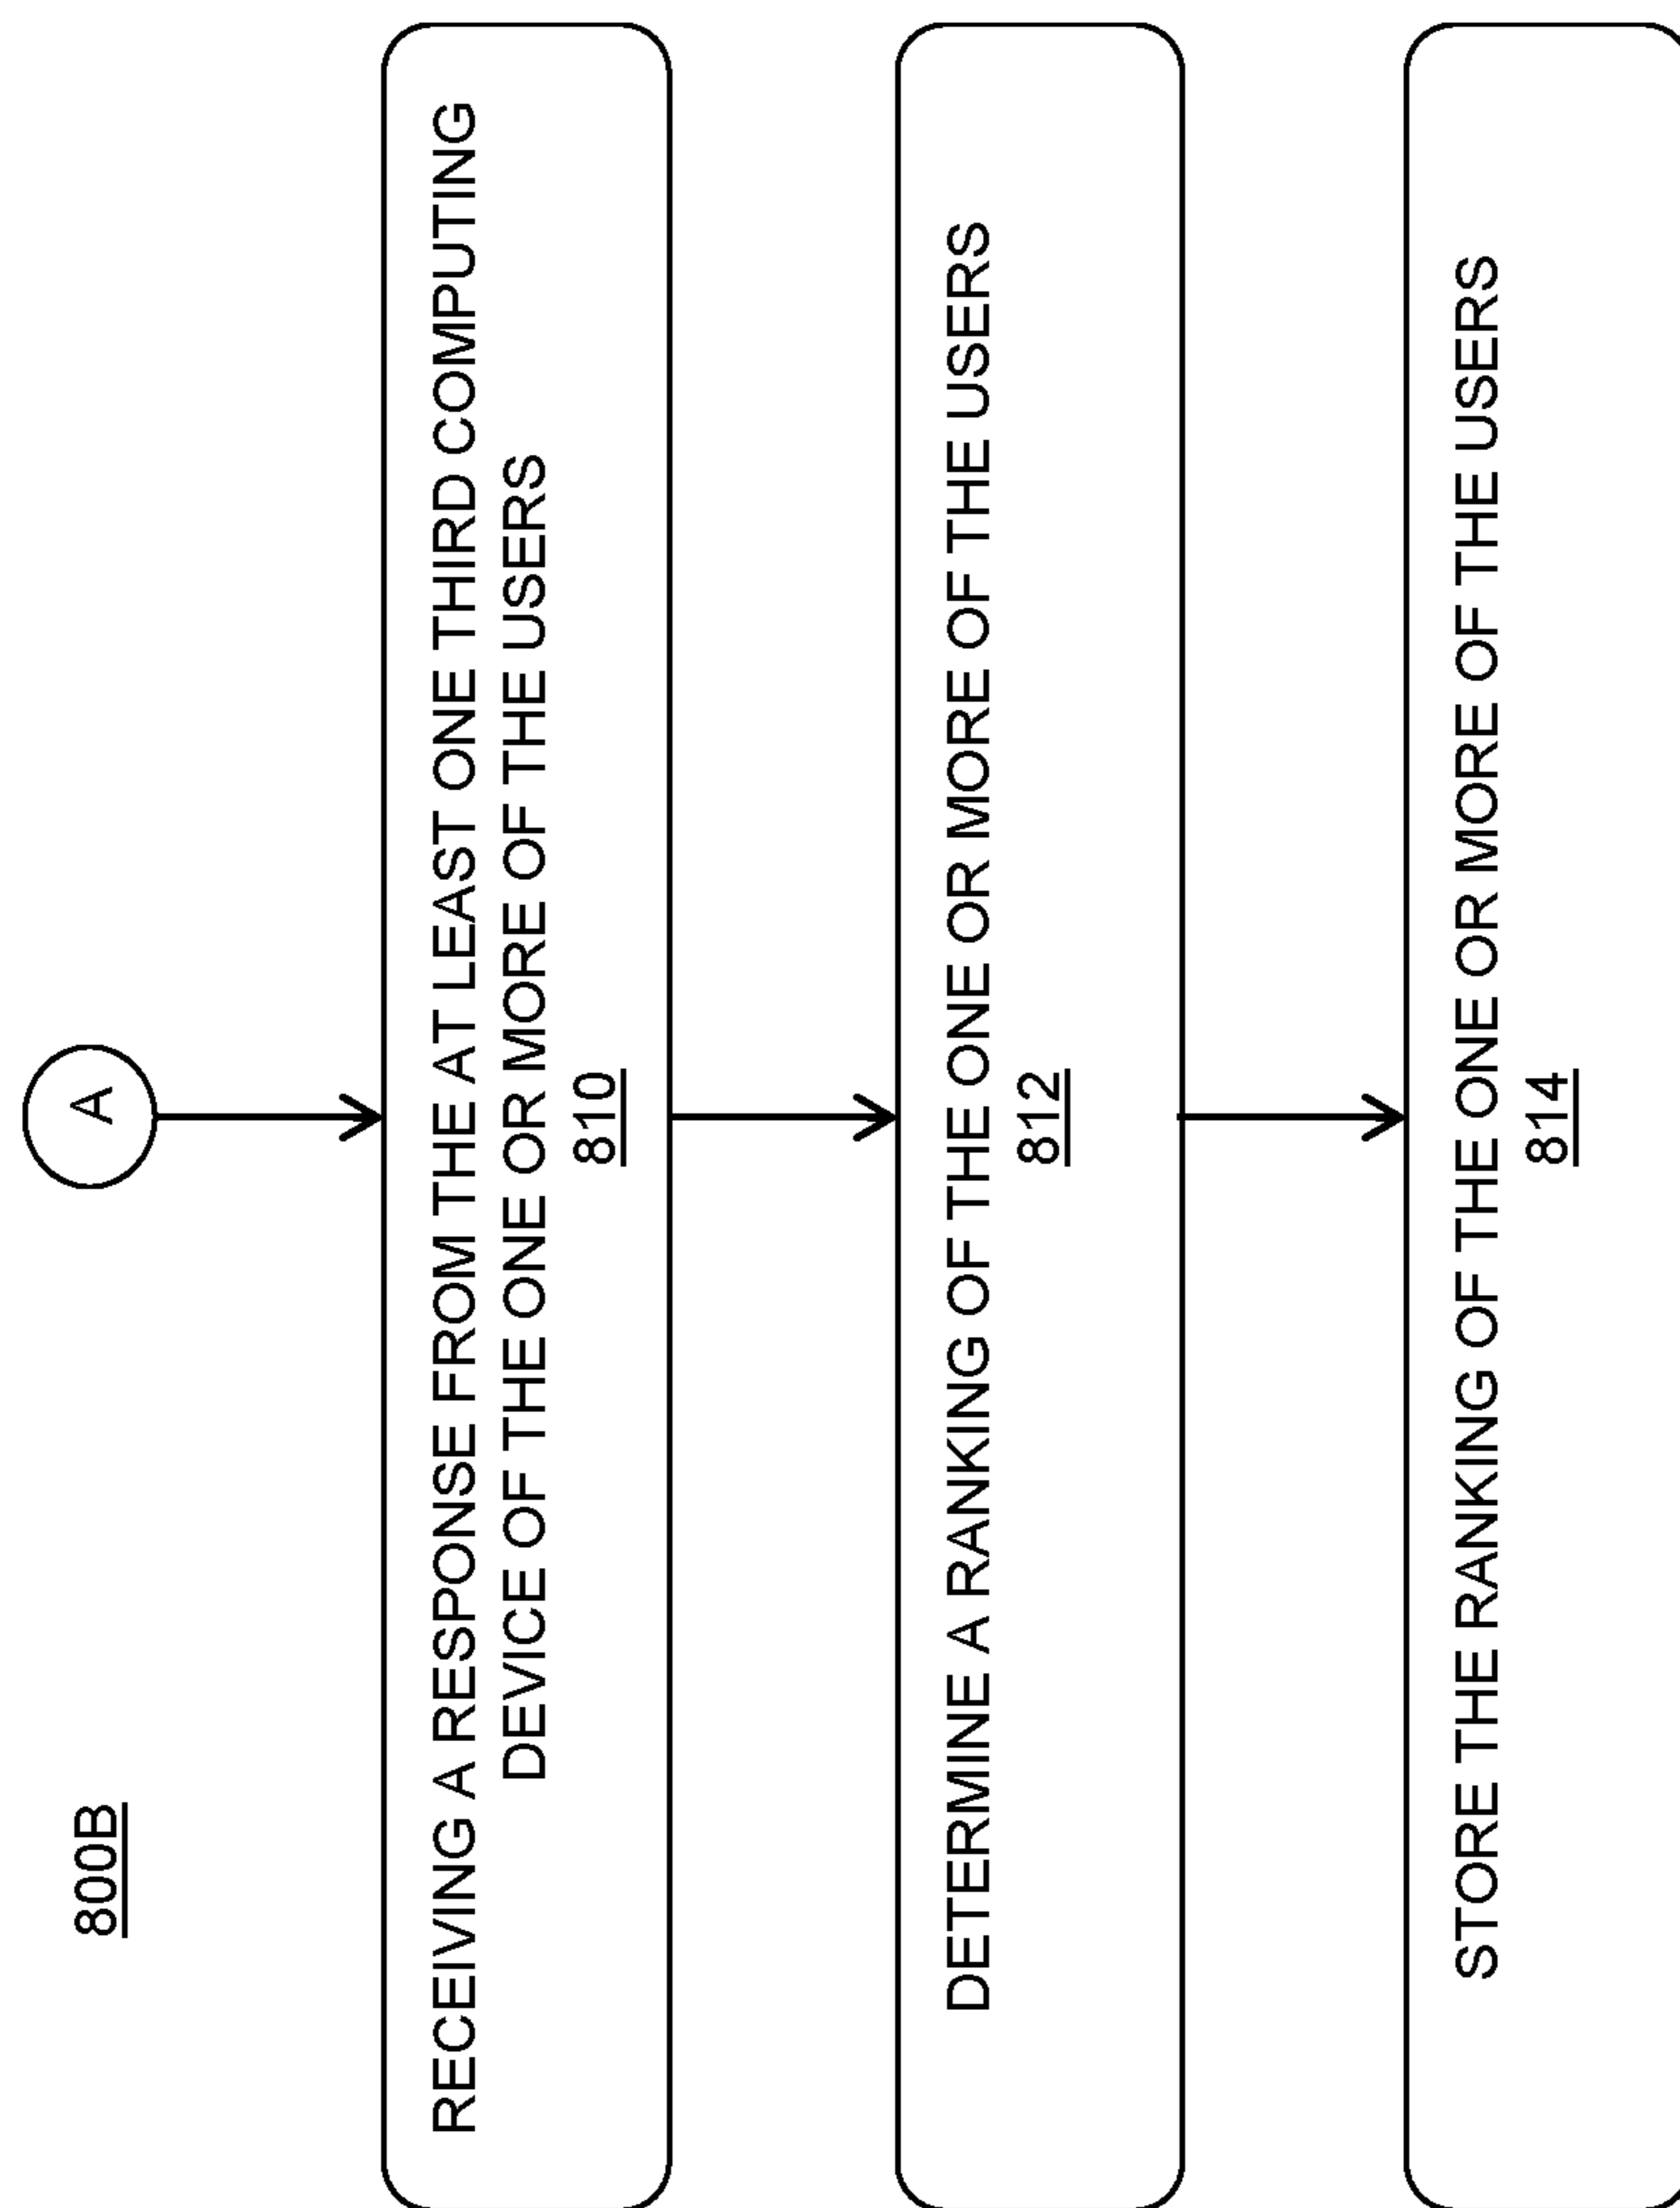 800B
A
RECEIVING A RESPONSE FROM THE AT LEAST ONE THIRD COMPUTING
DEVICE OF THE ONE OR MORE OF THE USERS
810
DETERMINE A RANKING OF THE ONE OR MORE OF THE USERS
812
STORE THE RANKING OF THE ONE OR MORE OF THE USERS
814